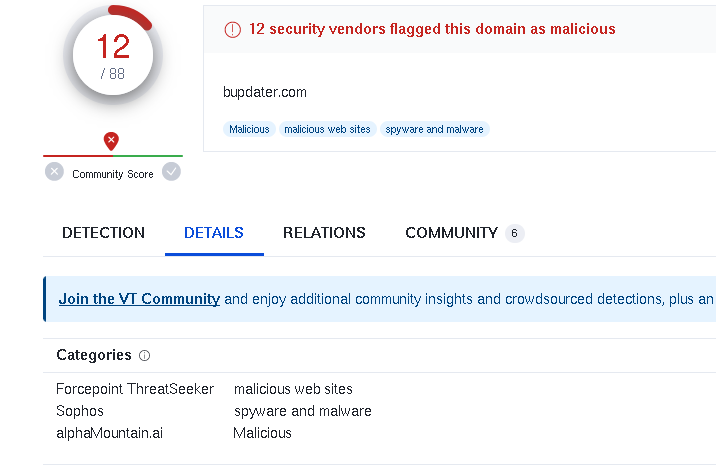 12
/ 88
Community Score
12 security vendors flagged this domain as malicious
bupdater.com
Malicious malicious web sites spyware and malware
DETECTION DETAILS RELATIONS COMMUNITY 6
Join the VT Community and enjoy additional community insights and crowdsourced detections, plus an
Categories
Forcepoint ThreatSeeker malicious web sites
Sophos spyware and malware
alphaMountain.ai Malicious